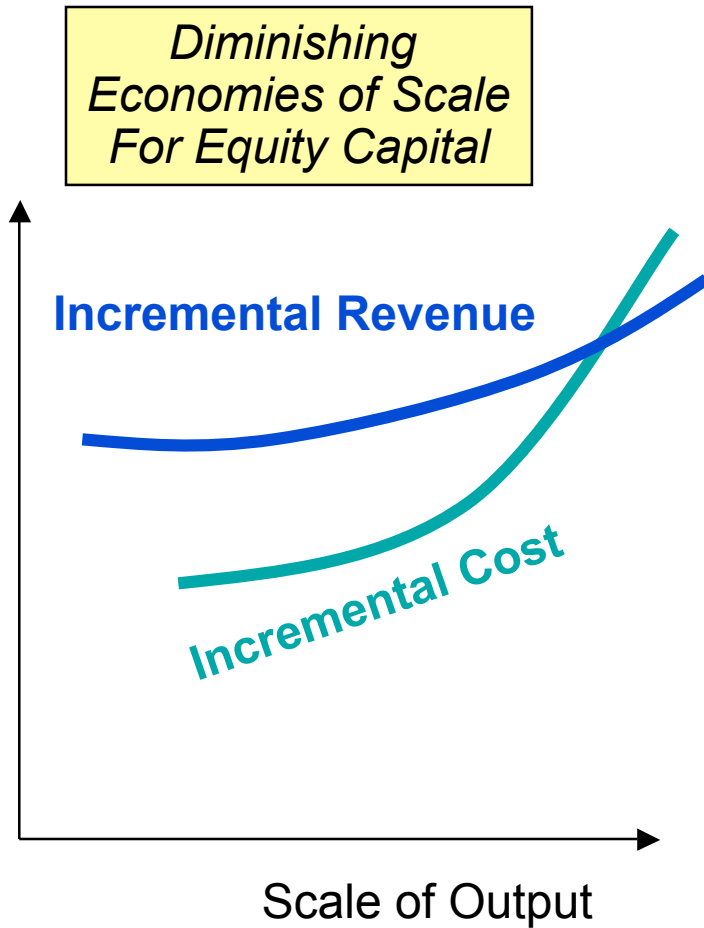 Diminishing
Economies of Scale
For Equity Capital
Incremental Revenue
Incremental Cost
Scale of Output